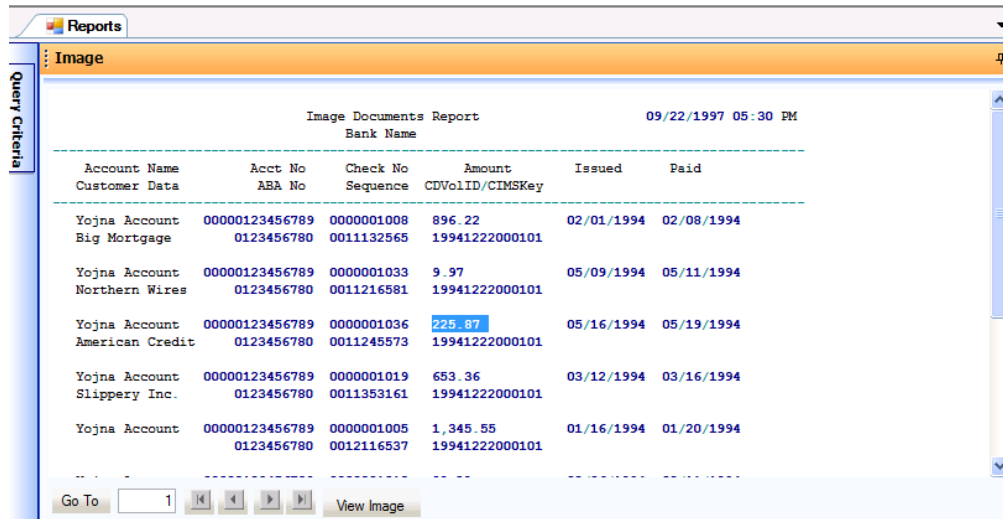 Reports
Image
Query Criteria
Image Documents Report 09/22/1997 05:30 PM
Bank Name
Account Name Acct No Check No Amount Issued Paid
Customer Data ABA No Sequence CDVolID/CIMSKey
Yojna Account 00000123456789 0000001008 896.22 02/01/1994 02/08/1994
Big Mortgage 0123456780 0011132565 19941222000101
Yojna Account 00000123456789 0000001033 9.97 05/09/1994 05/11/1994
Northern Wires 0123456780 0011216581 19941222000101
Yojna Account 00000123456789 0000001036 225.87 05/16/1994 05/19/1994
American Credit 0123456780 0011245573 19941222000101
Yojna Account 00000123456789 0000001019 653.36 03/12/1994 03/16/1994
Slippery Inc. 0123456780 0011353161 19941222000101
Yojna Account 00000123456789 0000001005 1,345.55 01/16/1994 01/20/1994
0123456780 0012116537 19941222000101
Go To 1 View Image